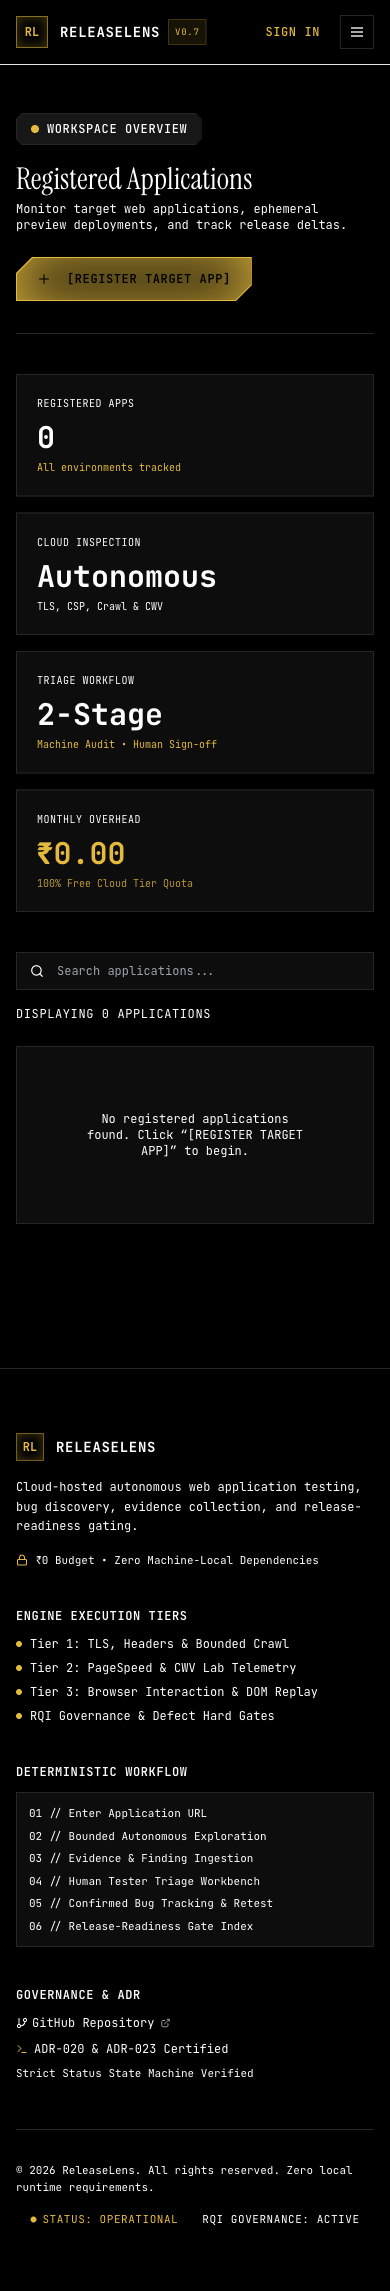 RL RELEASELENS V0.7 SIGN IN
WORKSPACE OVERVIEW
Registered Applications
Monitor target web applications, ephemeral
preview deployments, and track release deltas.
[REGISTER TARGET APP]
REGISTERED APPS
0
All environments tracked
CLOUD INSPECTION
Autonomous
TLS, CSP, Crawl & CWV
TRIAGE WORKFLOW
2-Stage
Machine Audit • Human Sign-off
MONTHLY OVERHEAD
₹0.00
100% Free Cloud Tier Quota
Search applications...
DISPLAYING 0 APPLICATIONS
No registered applications
found. Click “[REGISTER TARGET
APP]” to begin.
RL RELEASELENS
Cloud-hosted autonomous web application testing,
bug discovery, evidence collection, and release-
readiness gating.
₹0 Budget • Zero Machine-Local Dependencies
ENGINE EXECUTION TIERS
Tier 1: TLS, Headers & Bounded Crawl
Tier 2: PageSpeed & CWV Lab Telemetry
Tier 3: Browser Interaction & DOM Replay
RQI Governance & Defect Hard Gates
DETERMINISTIC WORKFLOW
01 // Enter Application URL
02 // Bounded Autonomous Exploration
03 // Evidence & Finding Ingestion
04 // Human Tester Triage Workbench
05 // Confirmed Bug Tracking & Retest
06 // Release-Readiness Gate Index
GOVERNANCE & ADR
GitHub Repository
ADR-020 & ADR-023 Certified
Strict Status State Machine Verified
© 2026 ReleaseLens. All rights reserved. Zero local
runtime requirements.
STATUS: OPERATIONAL RQI GOVERNANCE: ACTIVE